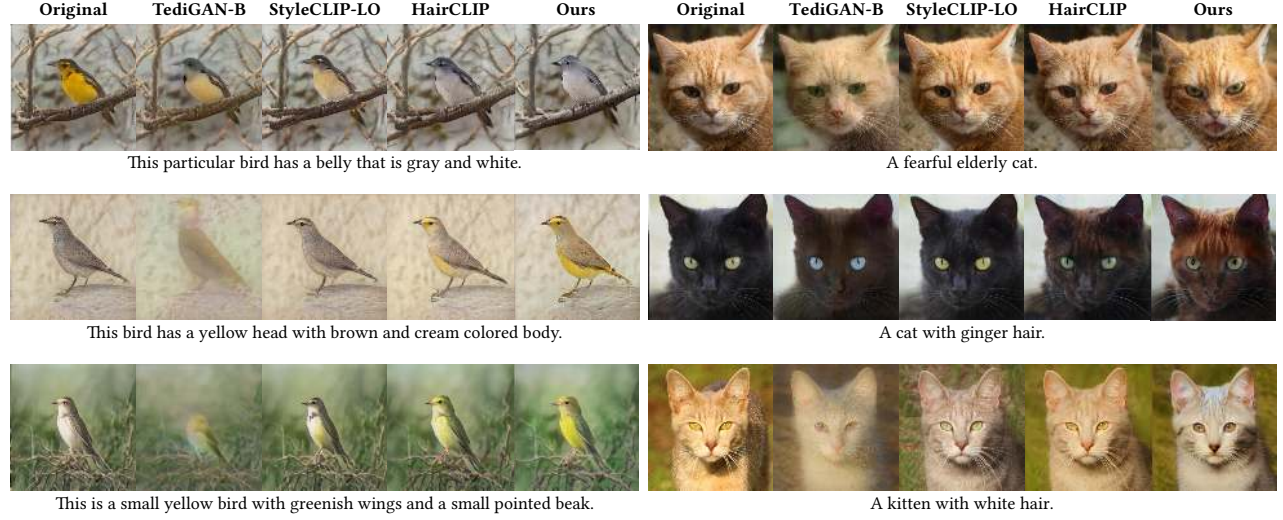 Original TediGAN-B StyleCLIP-LO HairCLIP Ours
This particular bird has a belly that is gray and white.
This bird has a yellow head with brown and cream colored body.
This is a small yellow bird with greenish wings and a small pointed beak.
Original TediGAN-B StyleCLIP-LO HairCLIP Ours
A fearful elderly cat.
A cat with ginger hair.
A kitten with white hair.